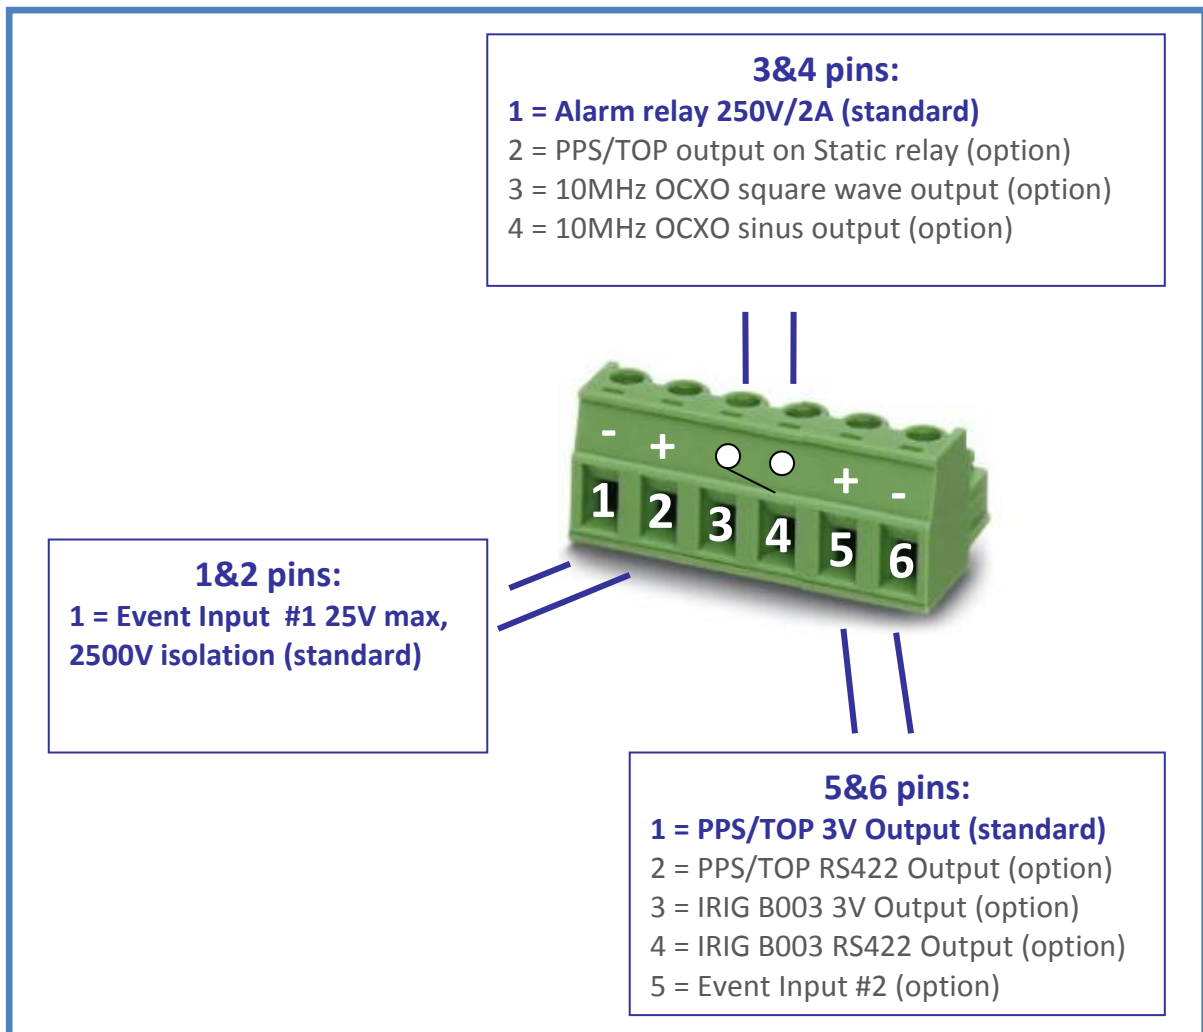 3&4 pins:
1 = Alarm relay 250V/2A (standard)
2 = PPS/TOP output on Static relay (option)
3 = 10MHz OCXO square wave output (option)
4 = 10MHz OCXO sinus output (option)
- + + -
1 2 3 4 5 6
1&2 pins:
1 = Event Input #1 25V max,
2500V isolation (standard)
5&6 pins:
1 = PPS/TOP 3V Output (standard)
2 = PPS/TOP RS422 Output (option)
3 = IRIG B003 3V Output (option)
4 = IRIG B003 RS422 Output (option)
5 = Event Input #2 (option)